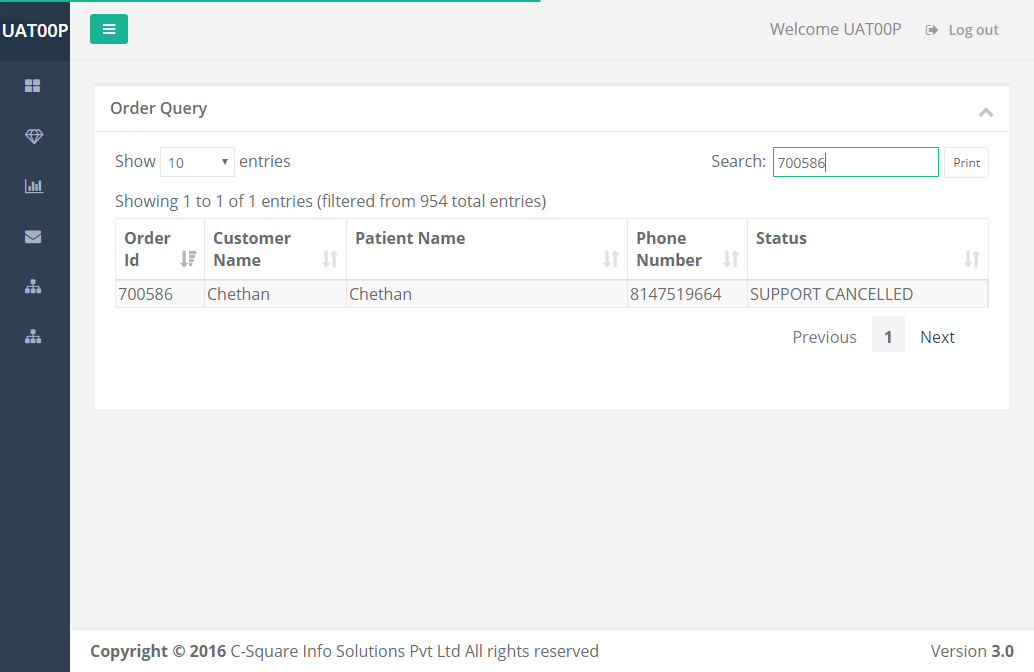 UAT00P
Welcome UAT00P Log out
Order Query
Show 10 entries Search: 700586 Print
Showing 1 to 1 of 1 entries (filtered from 954 total entries)
Order Id Customer Name Patient Name Phone Number Status
700586 Chethan Chethan 8147519664 SUPPORT CANCELLED
Previous 1 Next
Copyright © 2016 C-Square Info Solutions Pvt Ltd All rights reserved Version 3.0